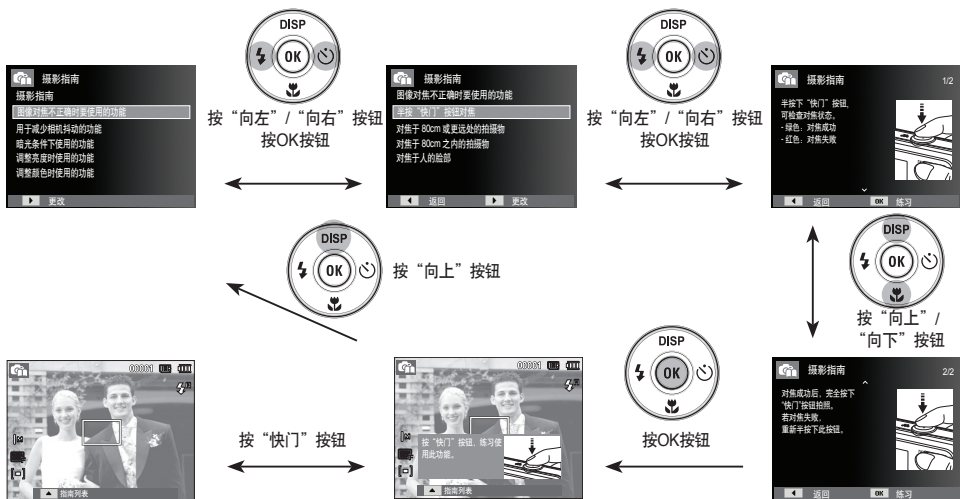 DISP
OK
摄影指南
摄影指南
图像对焦不正确时要使用的功能
用于减少相机抖动的功能
暗光条件下使用的功能
调整亮度时使用的功能
调整颜色时使用的功能
更改
按“向左”/“向右”按钮
按OK按钮
摄影指南
图像对焦不正确时要使用的功能
半按“快门”按钮对焦
对焦于 80cm 或更远处的拍摄物
对焦于 80cm 之内的拍摄物
对焦于人的脸部
返回 更改
DISP
OK
按“向左”/“向右”按钮
按OK按钮
摄影指南 1/2
半按下“快门”按钮,
可检查对焦状态。
- 绿色：对焦成功
- 红色：对焦失败
返回 OK 练习
DISP
OK
按“向上”按钮
DISP
OK
按“向上”/
“向下”按钮
摄影指南 2/2
对焦成功后，完全按下
“快门”按钮拍照。
若对焦失败，
重新半按下此按钮。
返回 OK 练习
DISP
OK
按OK按钮
00001
按“快门”按钮，练习使
用此功能。
指南列表
按“快门”按钮
00001
指南列表